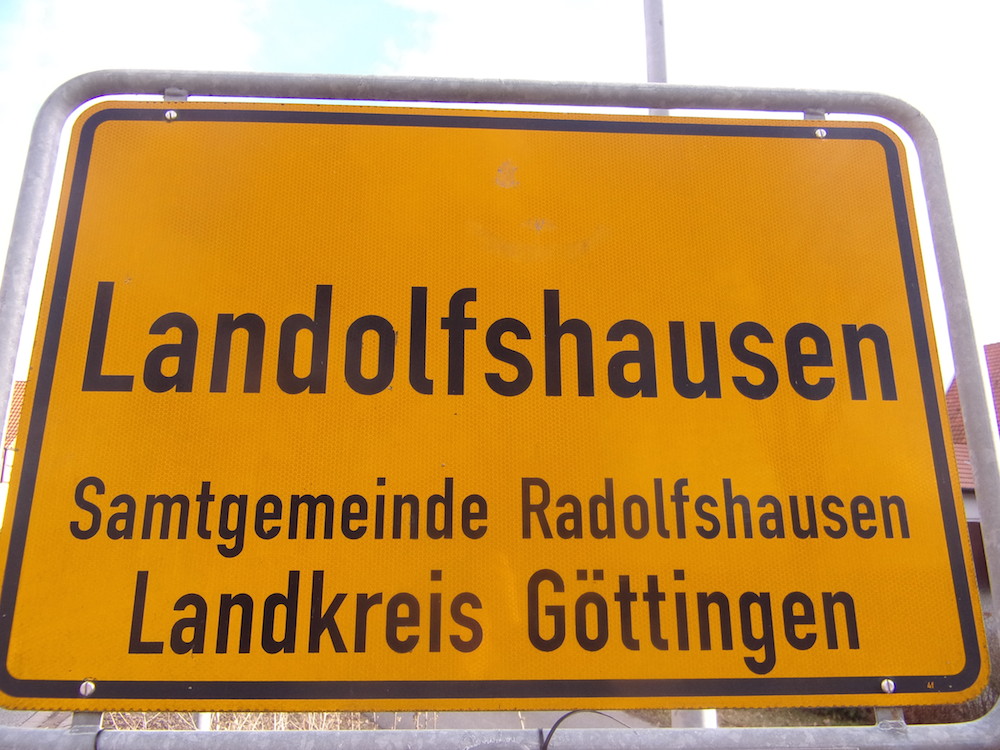 Landolfshausen
Samtgemeinde Radolfshausen
Landkreis Göttingen